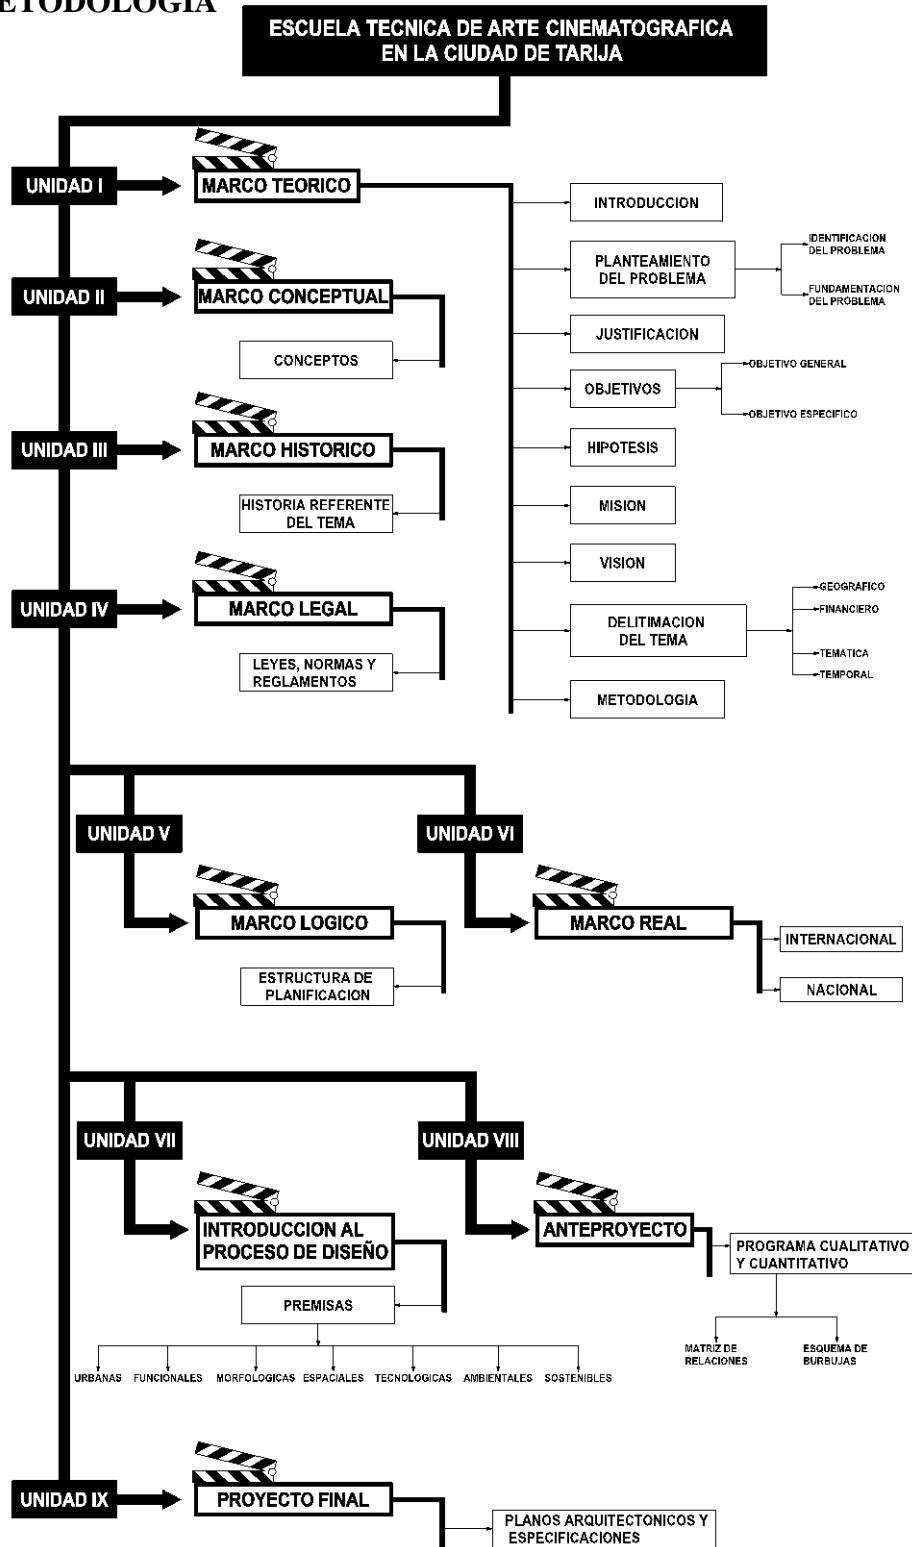 ETODOLOGIA
ESCUELA TECNICA DE ARTE CINEMATOGRAFICA
EN LA CIUDAD DE TARIJA
UNIDAD I
MARCO TEORICO
INTRODUCCION
PLANTEAMIENTO
DEL PROBLEMA
IDENTIFICACION
DEL PROBLEMA
FUNDAMENTACION
DEL PROBLEMA
JUSTIFICACION
OBJETIVOS
OBJETIVO GENERAL
OBJETIVO ESPECIFICO
HIPOTESIS
MISION
VISION
DELITIMACION
DEL TEMA
GEOGRAFICO
FINANCIERO
TEMATICA
TEMPORAL
METODOLOGIA
UNIDAD II
MARCO CONCEPTUAL
CONCEPTOS
UNIDAD III
MARCO HISTORICO
HISTORIA REFERENTE
DEL TEMA
UNIDAD IV
MARCO LEGAL
LEYES, NORMAS Y
REGLAMENTOS
UNIDAD V
MARCO LOGICO
ESTRUCTURA DE
PLANIFICACION
UNIDAD VI
MARCO REAL
INTERNACIONAL
NACIONAL
UNIDAD VII
INTRODUCCION AL
PROCESO DE DISEÑO
PREMISAS
URBANAS
FUNCIONALES
MORFOLOGICAS
ESPACIALES
TECNOLOGICAS
AMBIENTALES
SOSTENIBLES
UNIDAD VIII
ANTEPROYECTO
PROGRAMA CUALITATIVO
Y CUANTITATIVO
MATRIZ DE
RELACIONES
ESQUEMA DE
BURBUJAS
UNIDAD IX
PROYECTO FINAL
PLANOS ARQUITECTONICOS Y
ESPECIFICACIONES